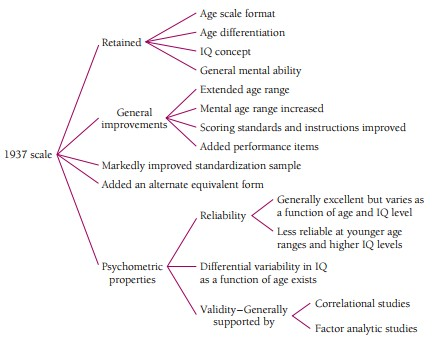 1937 scale
Retained
Age scale format
Age differentiation
IQ concept
General mental ability
General
improvements
Extended age range
Mental age range increased
Scoring standards and instructions improved
Added performance items
Markedly improved standardization sample
Added an alternate equivalent form
Psychometric
properties
Reliability
Generally excellent but varies as
a function of age and IQ level
Less reliable at younger age
ranges and higher IQ levels
Differential variability in IQ
as a function of age exists
Validity–Generally
supported by
Correlational studies
Factor analytic studies